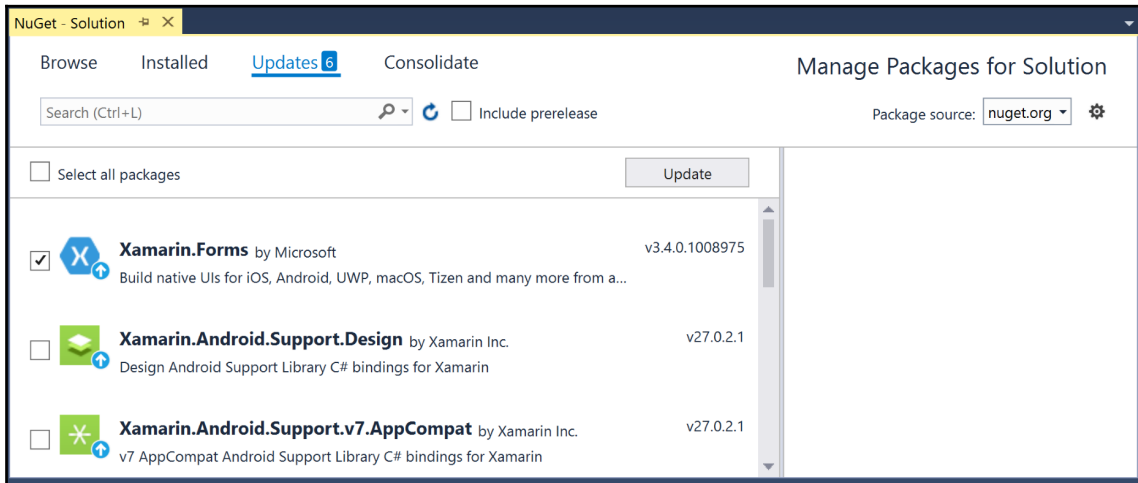 NuGet - Solution
Browse Installed Updates 6 Consolidate
Manage Packages for Solution
Search (Ctrl+L)
Include prerelease
Package source: nuget.org
Select all packages
Update
Xamarin.Forms by Microsoft v3.4.0.1008975
Build native UIs for iOS, Android, UWP, macOS, Tizen and many more from a...
Xamarin.Android.Support.Design by Xamarin Inc. v27.0.2.1
Design Android Support Library C# bindings for Xamarin
Xamarin.Android.Support.v7.AppCompat by Xamarin Inc. v27.0.2.1
v7 AppCompat Android Support Library C# bindings for Xamarin